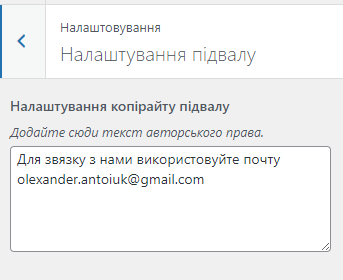 Налаштовування
Налаштування підвалу
Налаштування копірайту підвалу
Додайте сюди текст авторського права.
Для звязку з нами використовуйте почту
olexander.antoiuk@gmail.com